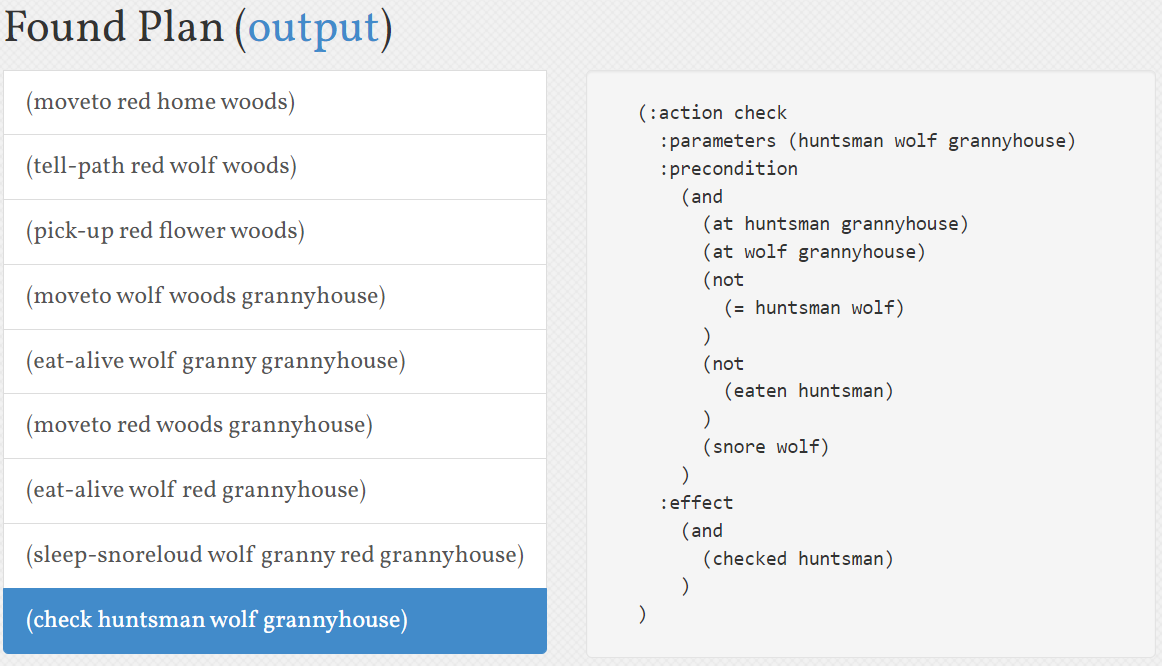 Found Plan (output)
(moveto red home woods)
(tell-path red wolf woods)
(pick-up red flower woods)
(moveto wolf woods grannyhouse)
(eat-alive wolf granny grannyhouse)
(moveto red woods grannyhouse)
(eat-alive wolf red grannyhouse)
(sleep-snoreloud wolf granny red grannyhouse)
(check huntsman wolf grannyhouse)
(:action check
  :parameters (huntsman wolf grannyhouse)
  :precondition
    (and
      (at huntsman grannyhouse)
      (at wolf grannyhouse)
      (not
        (= huntsman wolf)
      )
      (not
        (eaten huntsman)
      )
      (snore wolf)
    )
  :effect
    (and
      (checked huntsman)
    )
)